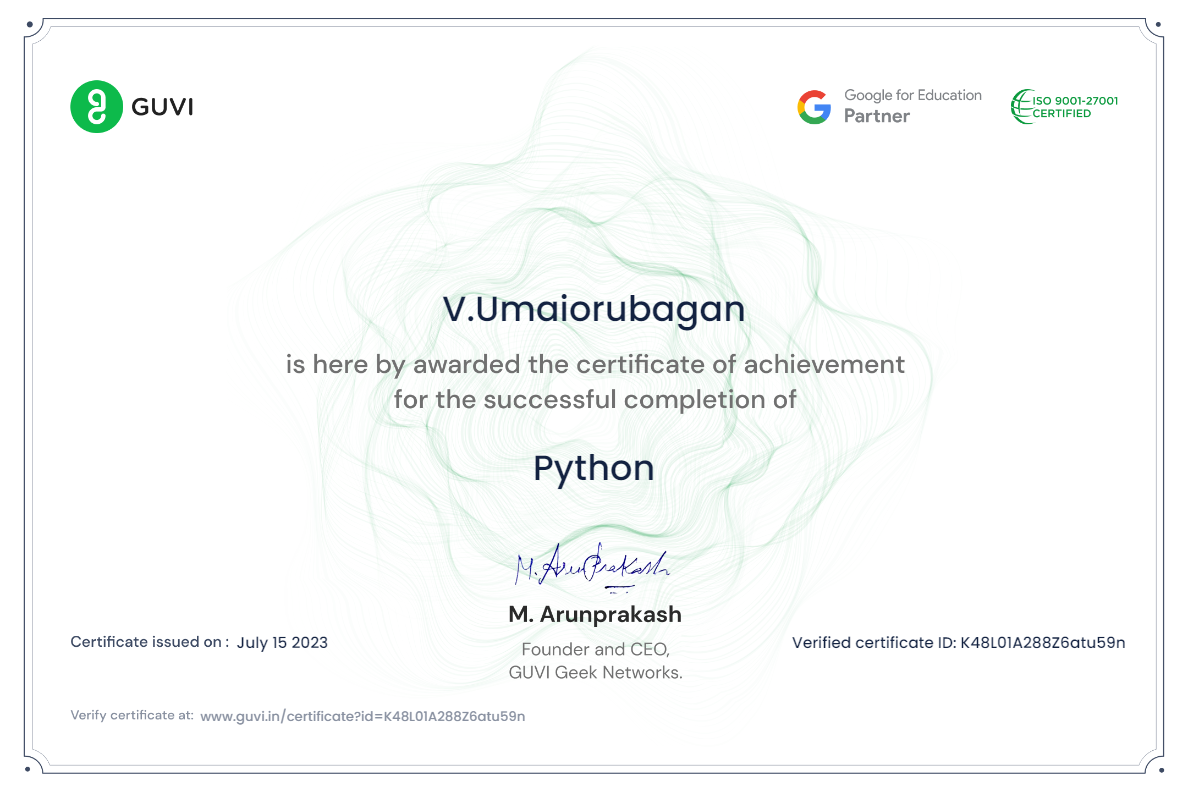 GUVI
Google for Education
Partner
ISO 9001-27001
CERTIFIED
V.Umaiorubagan
is here by awarded the certificate of achievement
for the successful completion of
Python
M. Arunprakash
M. Arunprakash
Founder and CEO,
GUVI Geek Networks.
Certificate issued on : July 15 2023
Verified certificate ID: K48L01A288Z6atu59n
Verify certificate at: www.guvi.in/certificate?id=K48L01A288Z6atu59n